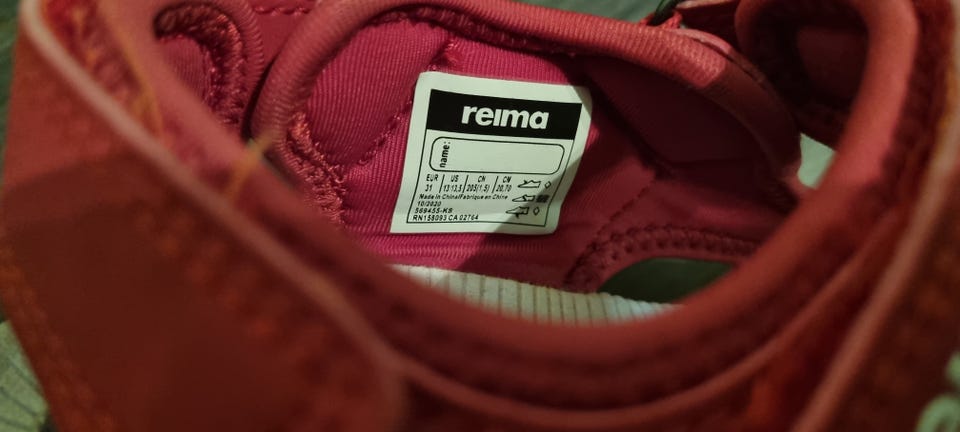 reima
name:
EUR US CN CM
31 13/13,5 205(1,5) 20,70
Made in China/Fabriqué en Chine
10/2020
569455-KS
RN158093 CA 02764